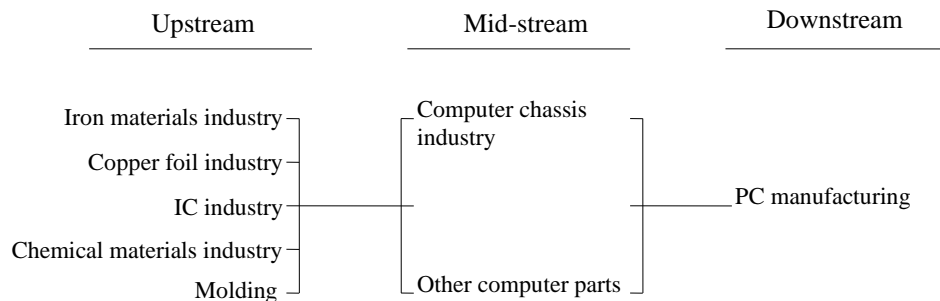 Upstream
Mid-stream
Downstream
Iron materials industry
Copper foil industry
IC industry
Chemical materials industry
Molding
Computer chassis
industry
Other computer parts
PC manufacturing